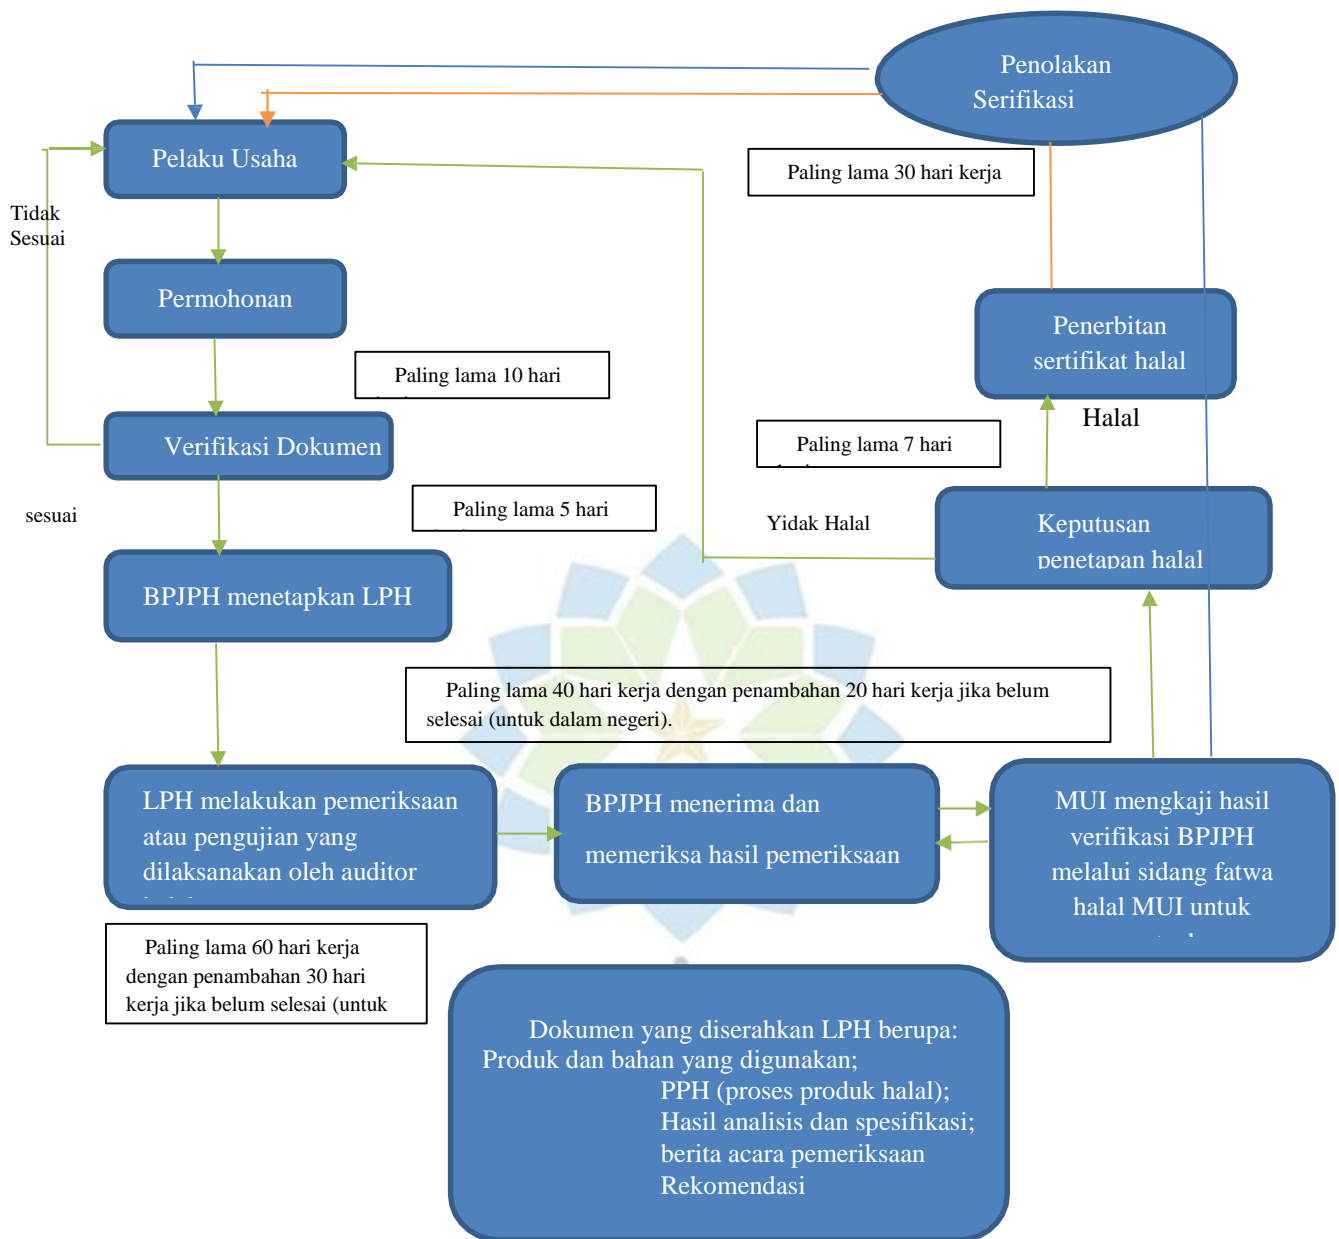 Penolakan
Serifikasi
Pelaku Usaha
Paling lama 30 hari kerja
Tidak
Sesuai
Permohonan
Penerbitan
sertifikat halal
Paling lama 10 hari
Halal
Verifikasi Dokumen
Paling lama 7 hari
Paling lama 5 hari
sesuai
Yidak Halal
Keputusan
penetapan halal
BPJPH menetapkan LPH
Paling lama 40 hari kerja dengan penambahan 20 hari kerja jika belum
selesai (untuk dalam negeri).
LPH melakukan pemeriksaan
atau pengujian yang
dilaksanakan oleh auditor
BPJPH menerima dan
memeriksa hasil pemeriksaan
MUI mengkaji hasil
verifikasi BPJPH
melalui sidang fatwa
halal MUI untuk
Paling lama 60 hari kerja
dengan penambahan 30 hari
kerja jika belum selesai (untuk
Dokumen yang diserahkan LPH berupa:
Produk dan bahan yang digunakan;
PPH (proses produk halal);
Hasil analisis dan spesifikasi;
berita acara pemeriksaan
Rekomendasi